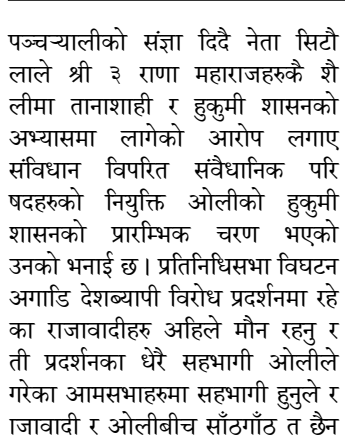 पञ्चर्‍यालीको संज्ञा दिदै नेता सिटौ
लाले श्री ३ राणा महाराजहरुकै शै
लीमा तानाशाही र हुकुमी शासनको
अभ्यासमा लागेको आरोप लगाए
संविधान विपरित संवैधानिक परि
षदहरुको नियुक्ति ओलीको हुकुमी
शासनको प्रारम्भिक चरण भएको
उनको भनाई छ । प्रतिनिधिसभा विघटन
अगाडि देशब्यापी विरोध प्रदर्शनमा रहे
का राजावादीहरु अहिले मौन रहनु र
ती प्रदर्शनका धेरै सहभागी ओलीले
गरेका आमसभाहरुमा सहभागी हुनुले र
ाजावादी र ओलीबीच साँठगाँठ त छैन